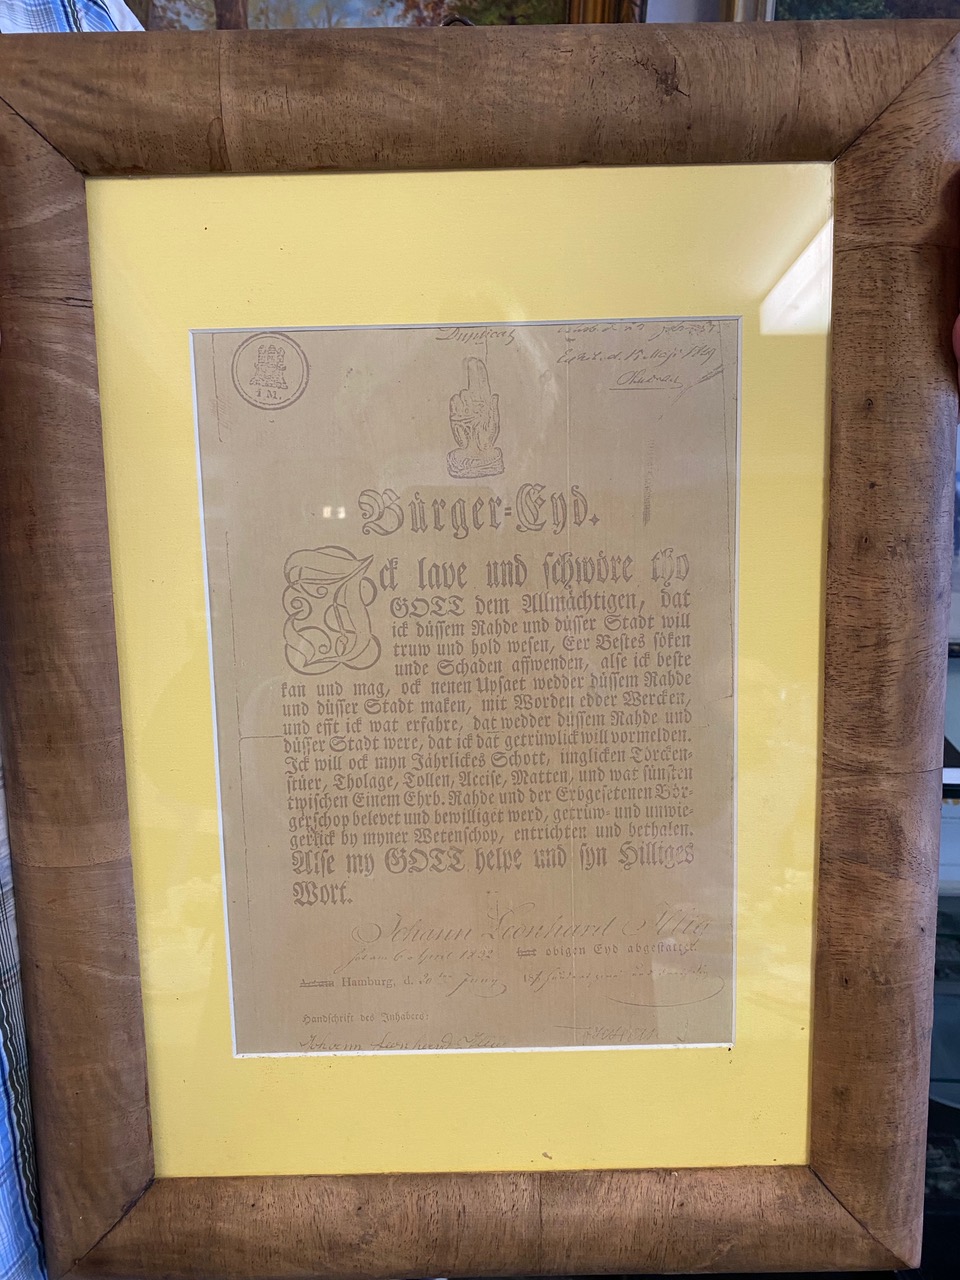 Duplicat
1 M.
Bürger-Eyd.
Ick lave und schwöre tho
GOTT dem Allmächtigen, dat
ick düssem Rahde und düsser Stadt will
truw und hold wesen, Eer Bestes söken
unde Schaden affwenden, alse ick beste
kan und mag, ock nenen Upsaet wedder düssem Rahde
und düsser Stadt maken, mit Worden edder Wercken,
und efft ick wat erfahre, dat wedder düssem Rahde und
düsser Stadt were, dat ick dat getrüwlick will vormelden.
Ick will ock myn Jährlickes Schott, imglicken Törcken-
stüer, Tholage, Tollen, Accise, Matten, und wat sünsten
twischen Einem Ehrb. Rahde und der Erbgesetenen Bör-
gerschop belevet und bewilliget werd, getrüw- und unwie-
gerlick by myner Wetenschop, entrichten und bethalen.
Alse my GOTT helpe und syn Hilliges
Wort.
Johann Leonhard
obigen Eyd abgestattet.
Hamburg, d. 20 ten Juny
Handschrift des Inhabers:
Johann Leonhard